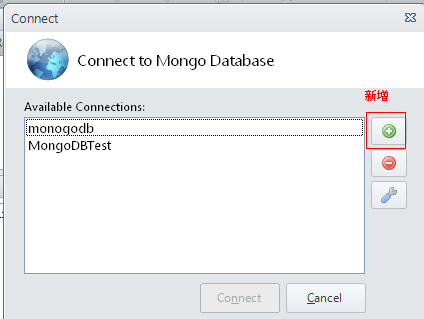 Connect
Connect to Mongo Database
新增
Available Connections:
monogodb
MongoDBTest
Connect
Cancel